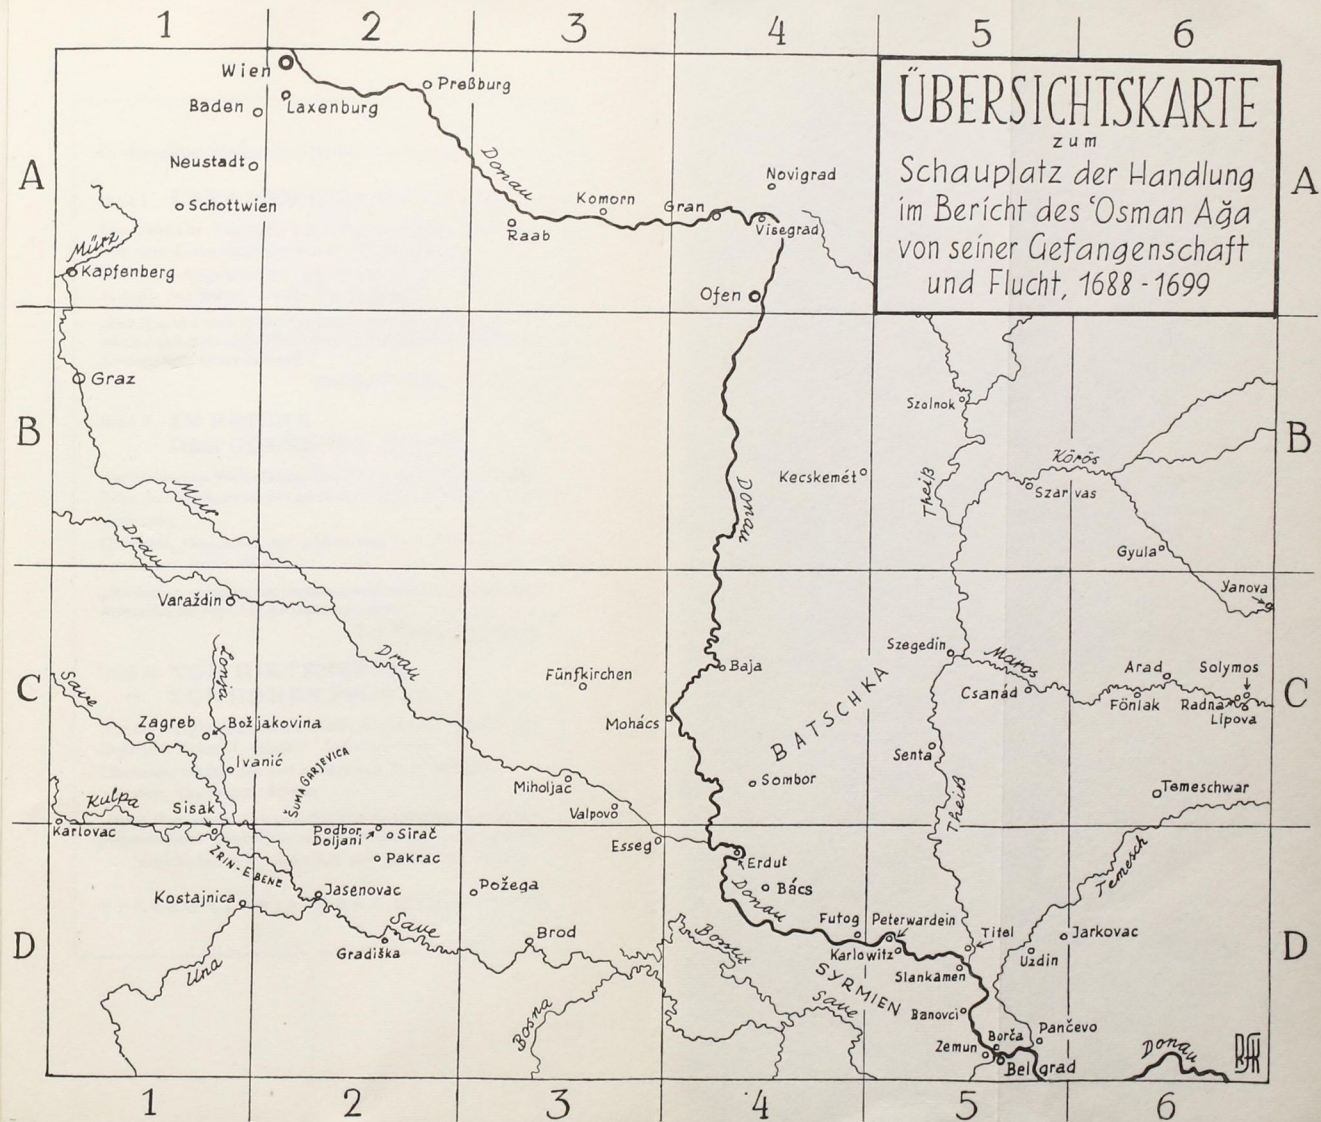 1 2 3 4 5 6
ÜBERSICHTSKARTE
zum
Schauplatz der Handlung
im Bericht des ʿOsman Ağa
von seiner Gefangenschaft
und Flucht, 1688-1699
A
A
Wien
Preßburg
Baden
Laxenburg
Neustadt
Donau
Novigrad
Schottwien
Komorn
Gran
Raab
Visegrad
Mürz
Kapfenberg
Ofen
B
B
Graz
Szolnok
Kecskemét
Donau
Theiß
Körös
Szarvas
Mur
Drau
Gyula
Yanova
C
C
Varaždin
Lonja
Drau
Szegedin
Maros
Baja
Fünfkirchen
Arad
Solymos
Csanád
Fönlak
Radna
Lipova
Save
Zagreb
Božjakovina
Mohács
BATSCHKA
Ivanić
ŠUMA GARJEVICA
Senta
Sombor
Miholjac
Valpovo
Theiß
Temeschwar
Kulpa
Sisak
Karlovac
D
D
Podbor
Doljani
Sirač
Esseg
Pakrac
Erdut
ZRIN-EBENE
Temesch
Kostajnica
Jasenovac
Požega
Bács
Donau
Save
Gradiška
Brod
Futog
Peterwardein
Titel
Jarkovac
Bosut
Karlowitz
Uzdin
Una
Slankamen
SYRMIEN
Save
Bosna
Banovci
Borča
Pančevo
Zemun
Belgrad
Donau
1 2 3 4 5 6